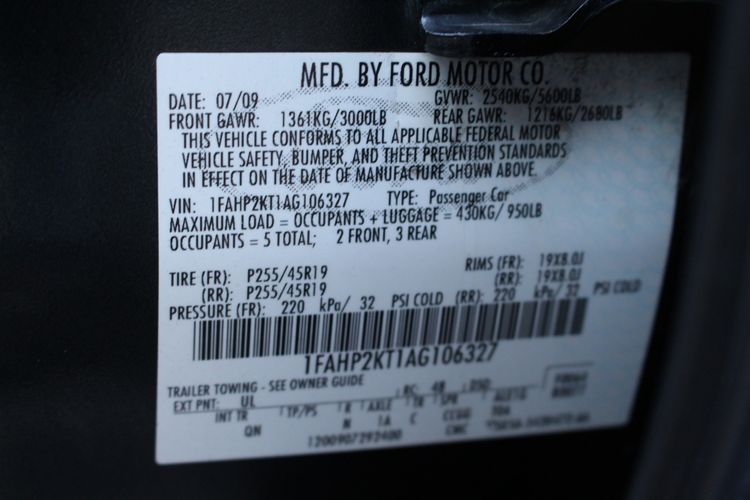 MFD. BY FORD MOTOR CO.
DATE: 07/09 GVWR: 2540KG/5600LB
FRONT GAWR: 1361KG/3000LB REAR GAWR: 1216KG/2680LB
THIS VEHICLE CONFORMS TO ALL APPLICABLE FEDERAL MOTOR
VEHICLE SAFETY, BUMPER, AND THEFT PREVENTION STANDARDS
IN EFFECT ON THE DATE OF MANUFACTURE SHOWN ABOVE.
VIN: 1FAHP2KT1AG106327 TYPE: Passenger Car
MAXIMUM LOAD = OCCUPANTS + LUGGAGE = 430KG/ 950LB
OCCUPANTS = 5 TOTAL; 2 FRONT, 3 REAR
TIRE (FR): P255/45R19 RIMS (FR): 19X8.0J
(RR): P255/45R19 (RR): 19X8.0J
PRESSURE (FR): 220 kPa/ 32 PSI COLD (RR): 220 kPa/ 32 PSI COLD
1FAHP2KT1AG106327
TRAILER TOWING - SEE OWNER GUIDE
EXT PNT: UL RC: 48 DSO:
INT TR TP/PS R AXLE TR SPR
QN N 1A C
1200907292400